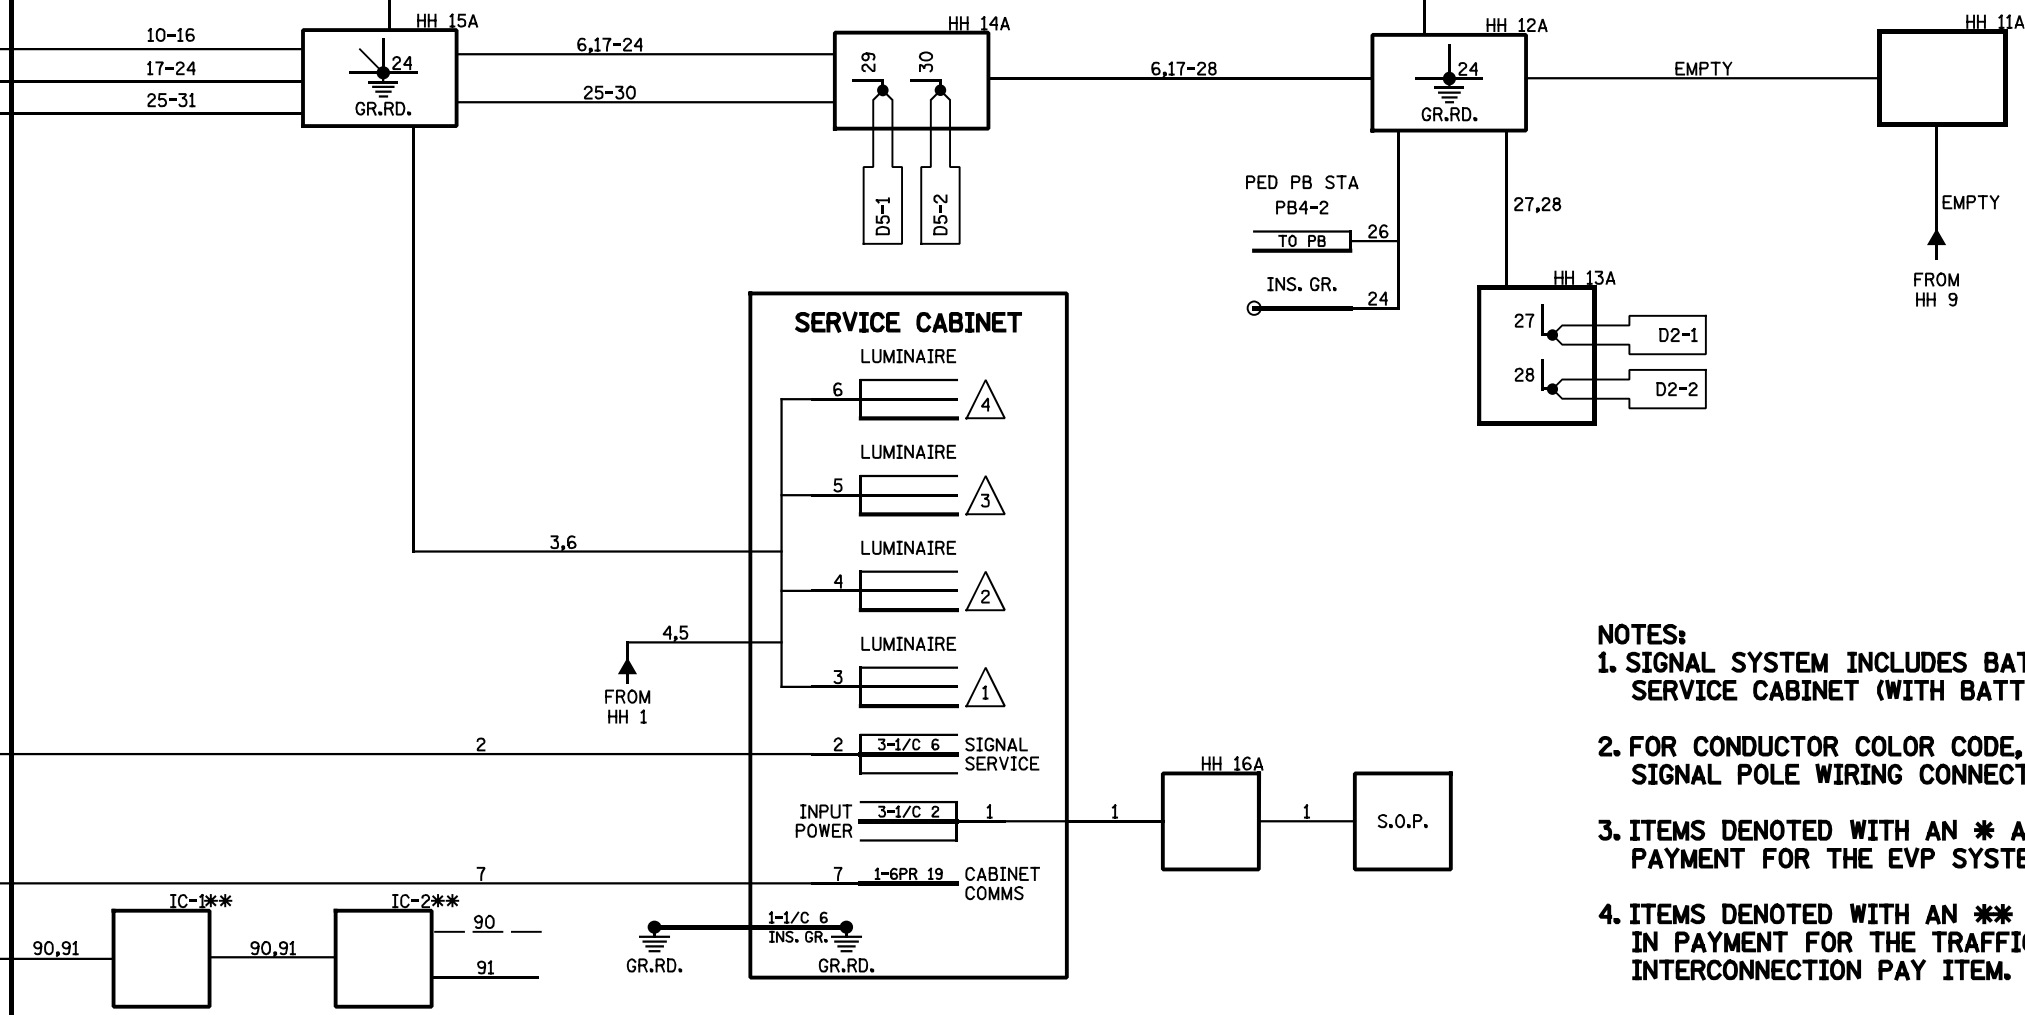 HH 15A
10-16
17-24
25-31
24
GR.RD.
6,17-24
25-30
HH 14A
29
30
D5-1
D5-2
6,17-28
HH 12A
24
GR.RD.
EMPTY
HH 11A
EMPTY
FROM
HH 9
PED PB STA
PB4-2
TO PB
26
INS. GR.
24
27,28
HH 13A
27
D2-1
28
D2-2
SERVICE CABINET
LUMINAIRE
6
4
LUMINAIRE
5
3
LUMINAIRE
4
2
LUMINAIRE
3
1
3,6
4,5
FROM
HH 1
2
2
3-1/C 6
SIGNAL
SERVICE
INPUT
POWER
3-1/C 2
1
1
HH 16A
1
S.O.P.
7
7
1-6PR 19
CABINET
COMMS
1-1/C 6
INS. GR.
GR.RD.
GR.RD.
IC-1**
IC-2**
90,91
90,91
90
91
NOTES:
1. SIGNAL SYSTEM INCLUDES BAT
SERVICE CABINET (WITH BATT
2. FOR CONDUCTOR COLOR CODE,
SIGNAL POLE WIRING CONNECT
3. ITEMS DENOTED WITH AN * A
PAYMENT FOR THE EVP SYSTE
4. ITEMS DENOTED WITH AN **
IN PAYMENT FOR THE TRAFFIC
INTERCONNECTION PAY ITEM.